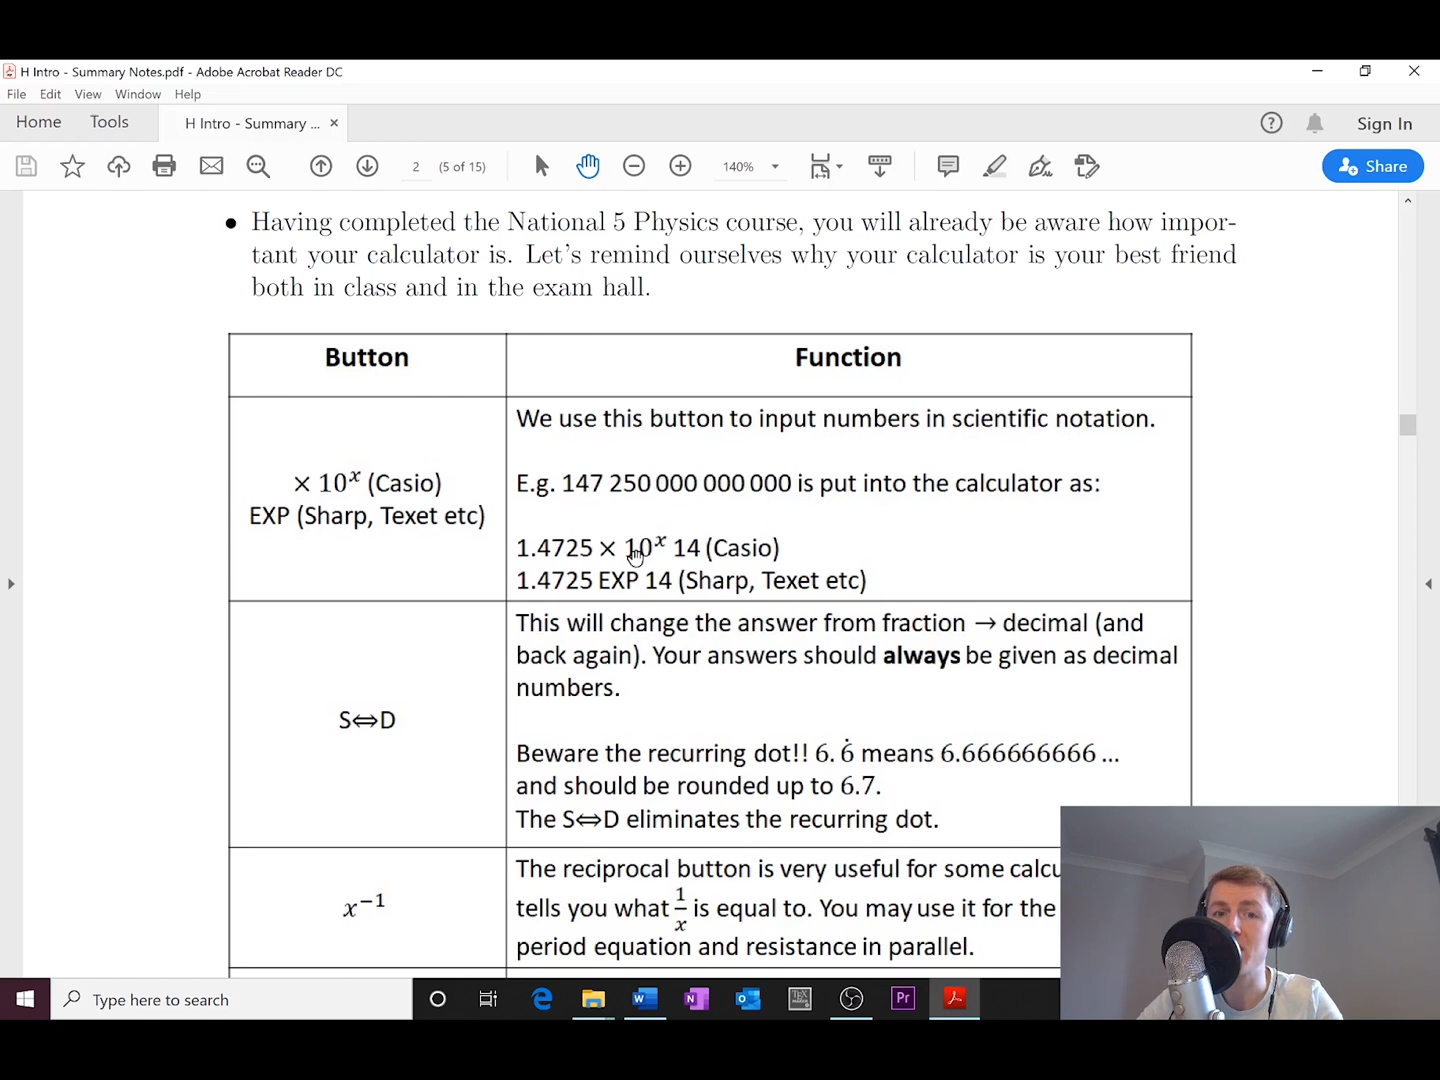 H Intro - Summary Notes.pdf - Adobe Acrobat Reader DC
File Edit View Window Help
Home Tools H Intro - Summary ... × Sign In
2 (5 of 15) 140% Share
• Having completed the National 5 Physics course, you will already be aware how impor-
tant your calculator is. Let's remind ourselves why your calculator is your best friend
both in class and in the exam hall.
Button Function
× 10ˣ (Casio)
EXP (Sharp, Texet etc)
We use this button to input numbers in scientific notation.
E.g. 147 250 000 000 000 is put into the calculator as:
1.4725 × 10ˣ 14 (Casio)
1.4725 EXP 14 (Sharp, Texet etc)
S⇔D
This will change the answer from fraction → decimal (and
back again). Your answers should always be given as decimal
numbers.
Beware the recurring dot!! 6.6̇ means 6.666666666 ...
and should be rounded up to 6.7.
The S⇔D eliminates the recurring dot.
x⁻¹
The reciprocal button is very useful for some calcu
tells you what 1/x is equal to. You may use it for the
period equation and resistance in parallel.
Type here to search